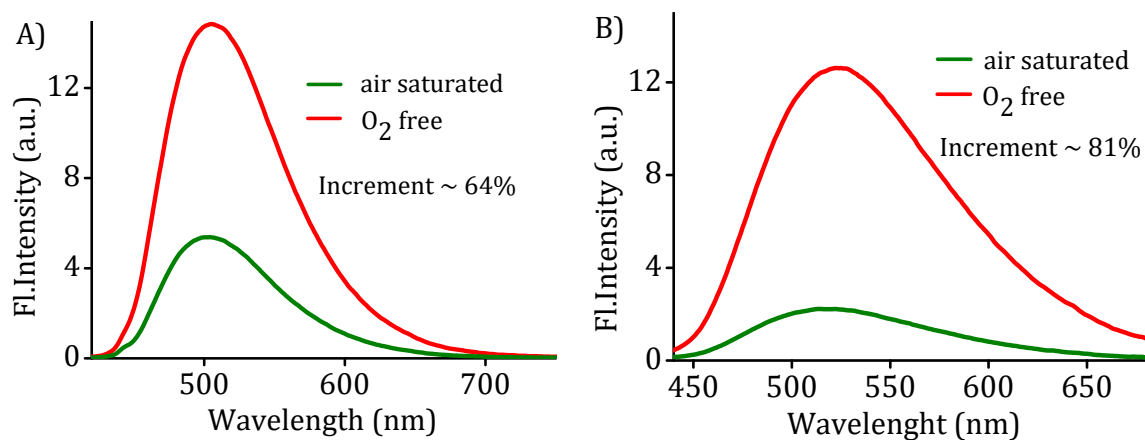 A)
Fl.Intensity (a.u.)
12
8
4
0
air saturated
O2 free
Increment ~ 64%
500 600 700
Wavelength (nm)
B)
Fl.Intensity (a.u.)
12
8
4
0
air saturated
O2 free
Increment ~ 81%
450 500 550 600 650
Wavelenght (nm)